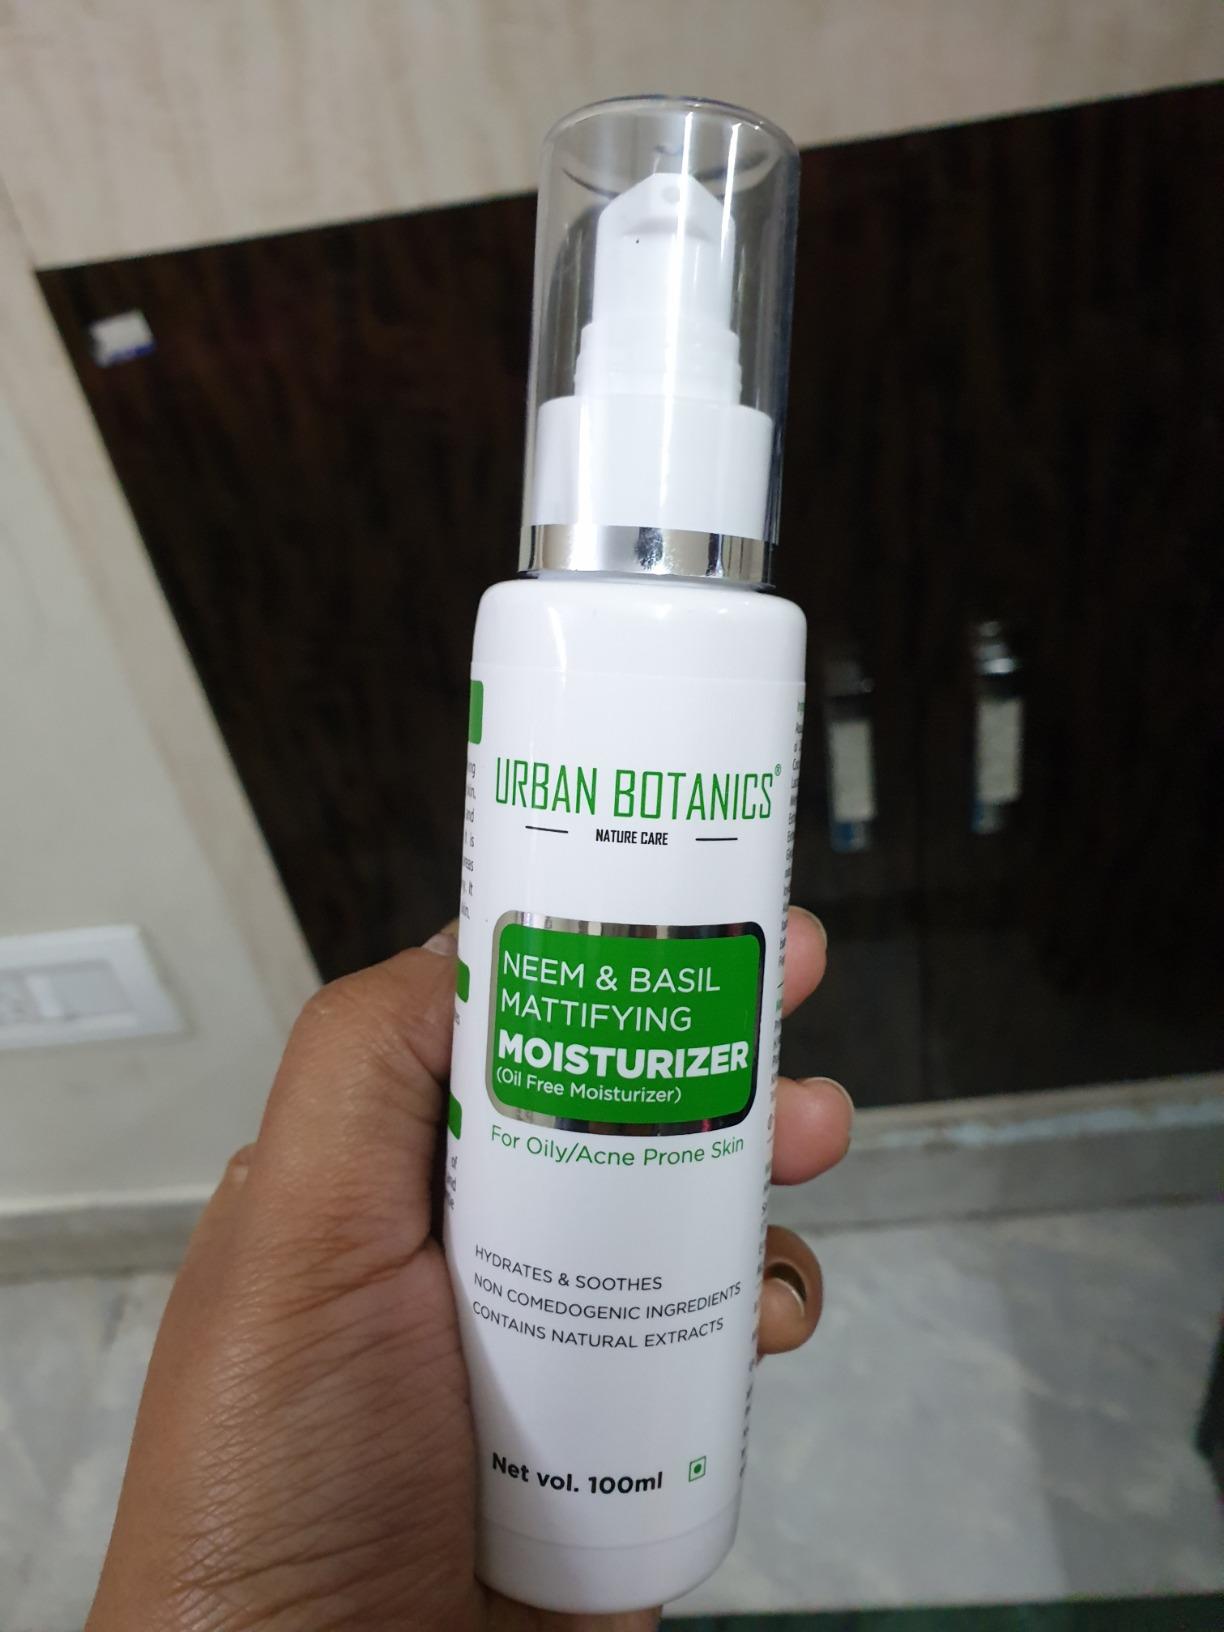 URBAN BOTANICS®
NATURE CARE
NEEM & BASIL
MATTIFYING
MOISTURIZER
(Oil Free Moisturizer)
For Oily/Acne Prone Skin
HYDRATES & SOOTHES
NON COMEDOGENIC INGREDIENTS
CONTAINS NATURAL EXTRACTS
Net vol. 100ml